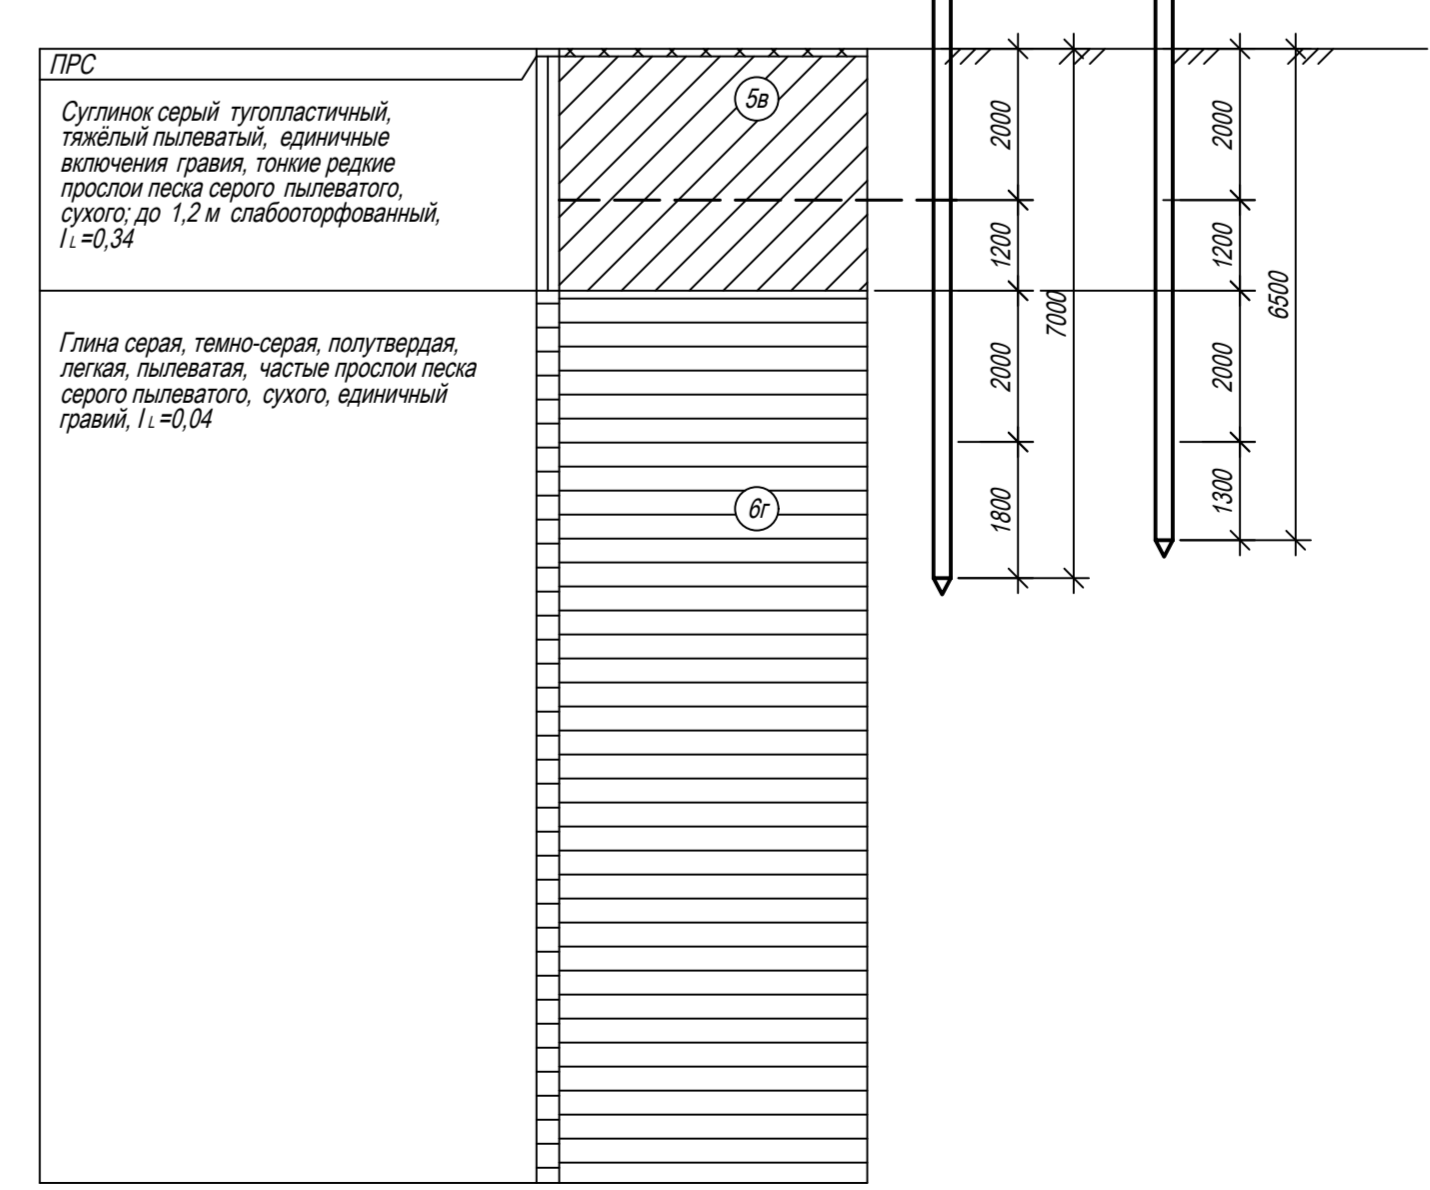 ПРС
Суглинок серый тугопластичный,
тяжёлый пылеватый, единичные
включения гравия, тонкие редкие
прослои песка серого пылеватого,
сухого; до 1,2 м слабооторфованный,
I L =0,34
Глина серая, темно-серая, полутвердая,
легкая, пылеватая, частые прослои песка
серого пылеватого, сухого, единичный
гравий, I L =0,04
5в
6г
2000
1200
2000
1800
7000
2000
1200
2000
1300
6500